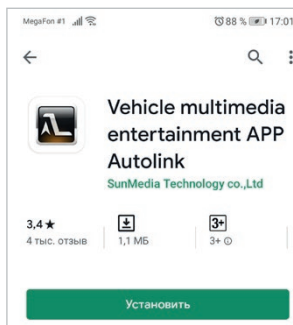 MegaFon #1 88 % 17:01
Vehicle multimedia
entertainment APP
Autolink
SunMedia Technology co.,Ltd
3,4★ 3+
4 тыс. отзыв 1,1 МБ 3+
Установить